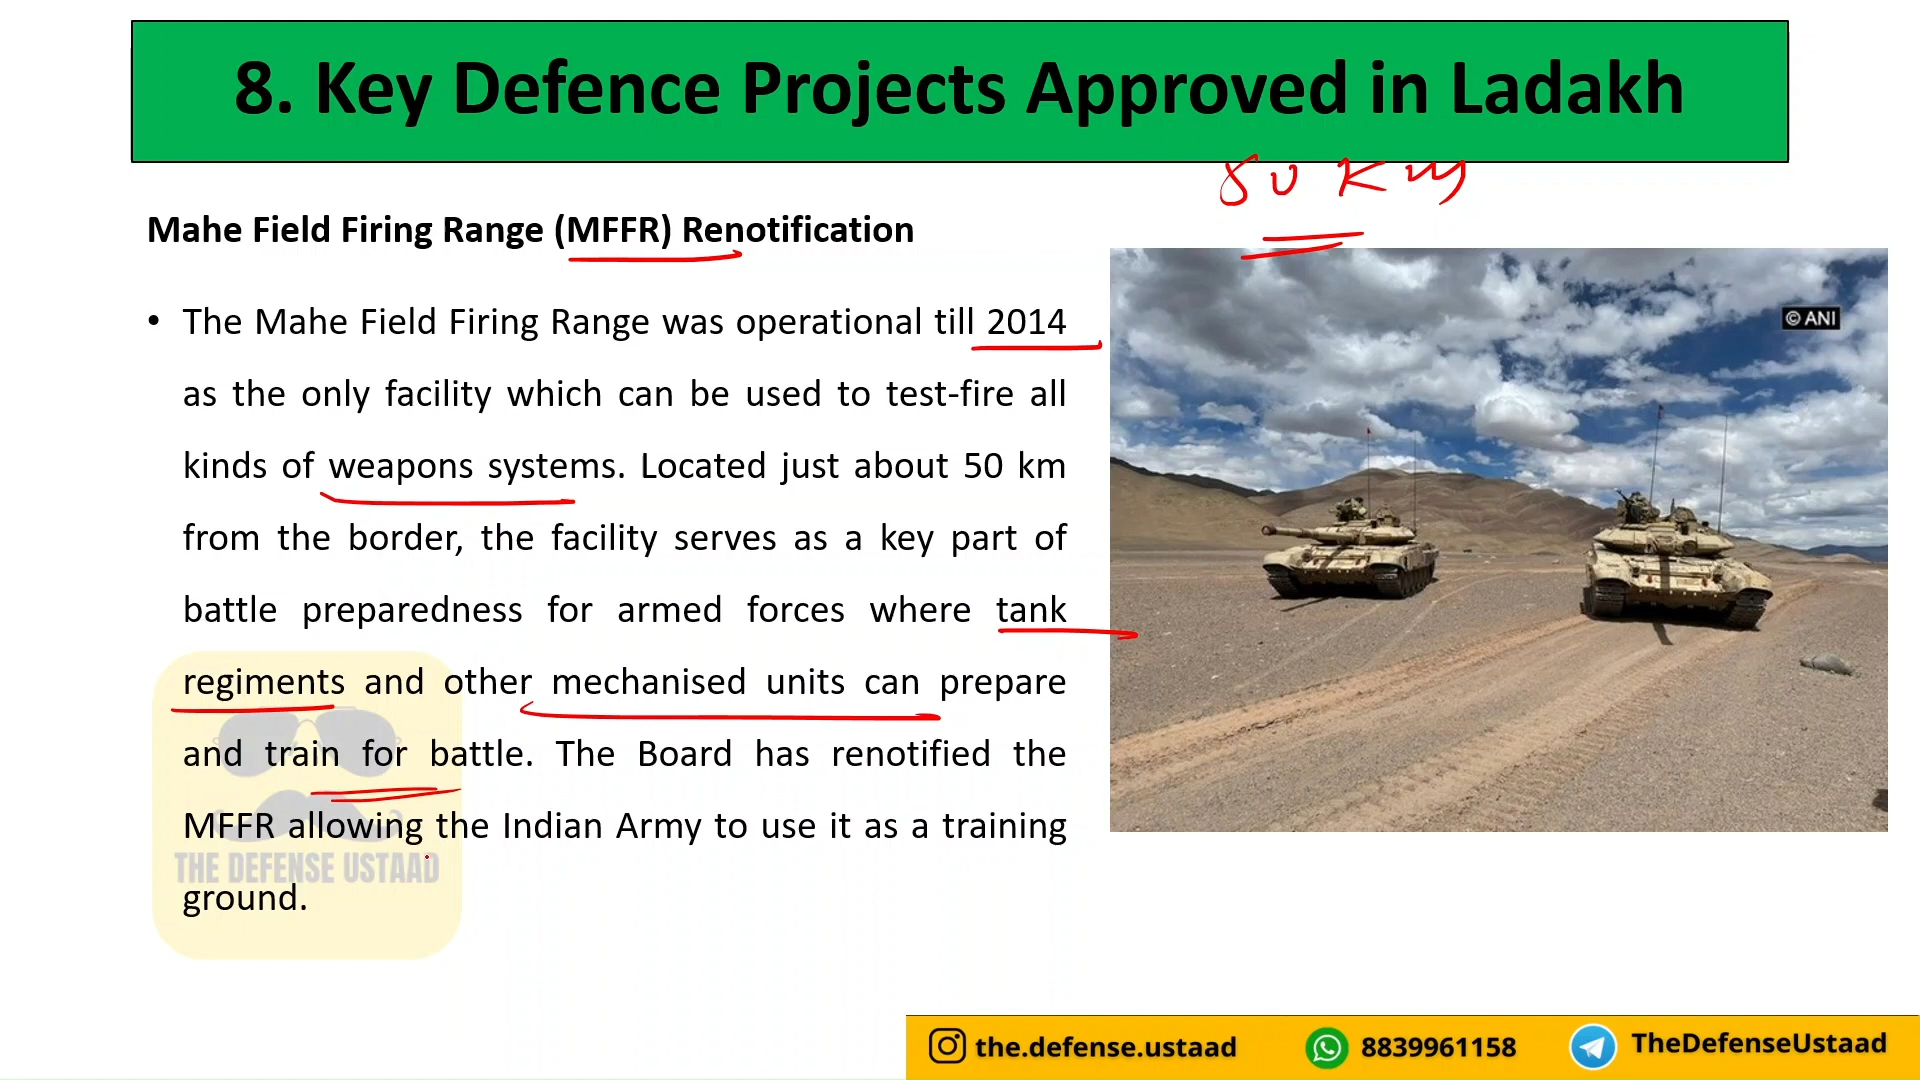 8. Key Defence Projects Approved in Ladakh
50 Km
Mahe Field Firing Range (MFFR) Renotification
• The Mahe Field Firing Range was operational till 2014
as the only facility which can be used to test-fire all
kinds of weapons systems. Located just about 50 km
from the border, the facility serves as a key part of
battle preparedness for armed forces where tank
regiments and other mechanised units can prepare
and train for battle. The Board has renotified the
MFFR allowing the Indian Army to use it as a training
ground.
© ANI
THE DEFENSE USTAAD
the.defense.ustaad
8839961158
TheDefenseUstaad